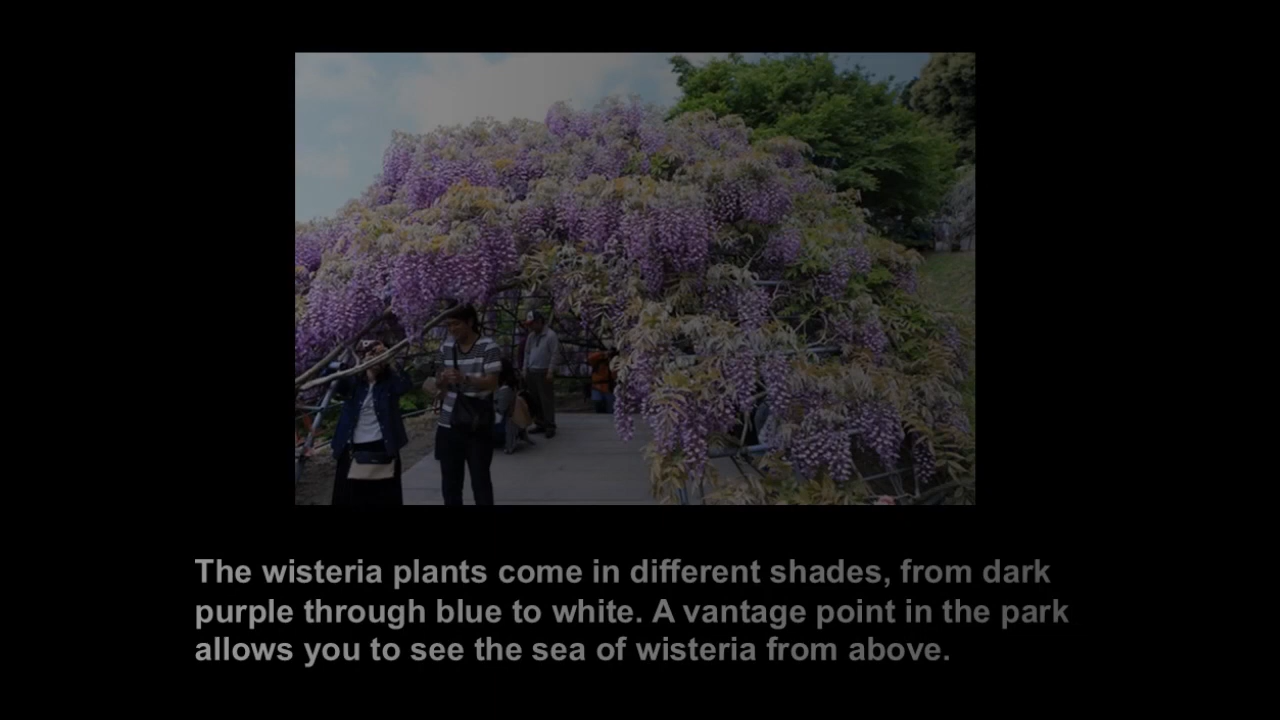 The wisteria plants come in different shades, from dark
purple through blue to white. A vantage point in the park
allows you to see the sea of wisteria from above.